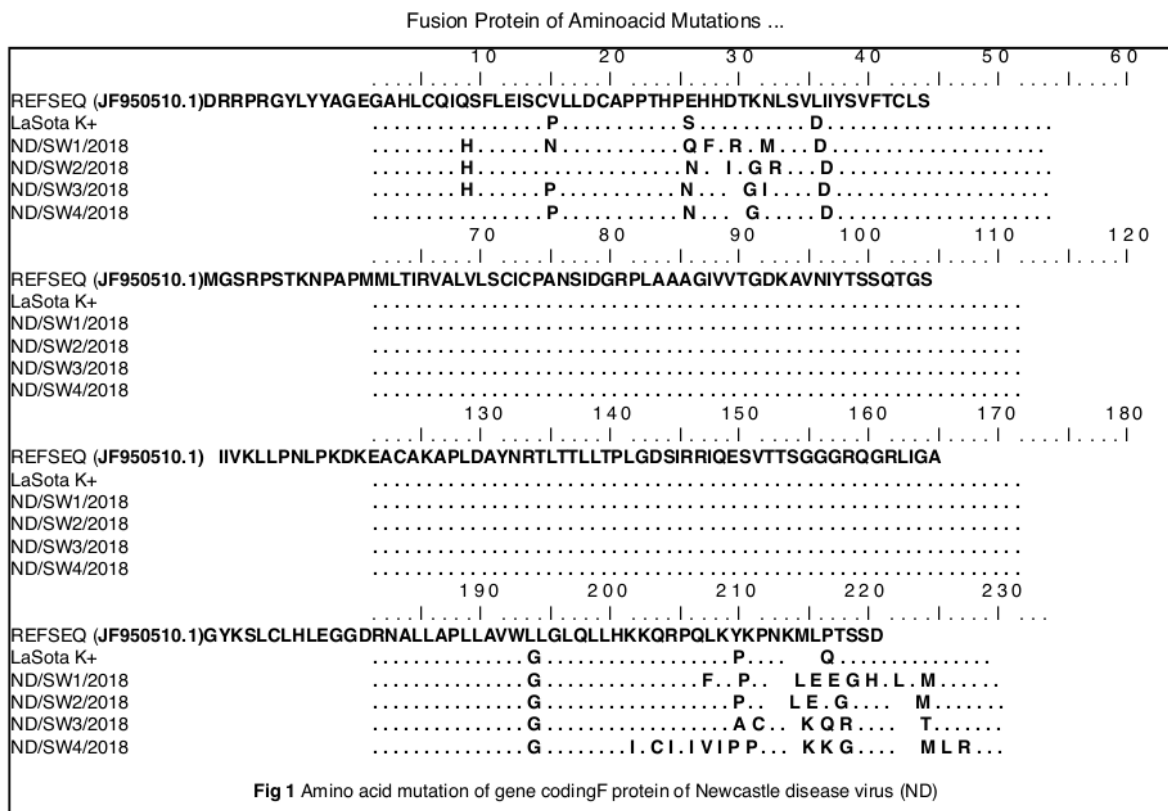 Fusion Protein of Aminoacid Mutations ...
10 20 30 40 50 60
....|....|....|....|....|....|....|....|....|....|....|....|
REFSEQ (JF950510.1)DRRPRGYLYYAGEGAHLCQIQSFLEISCVLLDCAPPTHPEHHDTKNLSVLIIYSVFTCLS
LaSota K+ ..............P..........S.........D..................
ND/SW1/2018 .......H......N..........Q F . R . M . . . D.................
ND/SW2/2018 .......H.................N. I . G R . . . D.................
ND/SW3/2018 .......H......P..........N . . . G I . . . D.................
ND/SW4/2018 ..............P..........N . . . G . . . . D.................
70 80 90 100 110 120
....|....|....|....|....|....|....|....|....|....|....|....|
REFSEQ (JF950510.1)MGSRPSTKNPAPMMLTIRVALVLSCICPANSIDGRPLAAAGIVVTGDKAVNIYTSSQTGS
LaSota K+ ..................................................
ND/SW1/2018 ..................................................
ND/SW2/2018 ..................................................
ND/SW3/2018 ..................................................
ND/SW4/2018 ..................................................
130 140 150 160 170 180
....|....|....|....|....|....|....|....|....|....|....|....|
REFSEQ (JF950510.1) IIVKLLPNLPKDKEACAKAPLDAYNRTLTTLLTPLGDSIRRIQESVTTSGGGRQGRLIGA
LaSota K+ ..................................................
ND/SW1/2018 ..................................................
ND/SW2/2018 ..................................................
ND/SW3/2018 ..................................................
ND/SW4/2018 ..................................................
190 200 210 220 230
....|....|....|....|....|....|....|....|....|....|...
REFSEQ (JF950510.1)GYKSLCLHLEGGDRNALLAPLLAVWLLGLQLLHKKQRPQLKYKPNKMLPTSSD
LaSota K+ ............G...............P.... Q............
ND/SW1/2018 ............G............F . . P . . L E E G H . L . M......
ND/SW2/2018 ............G...............P.... L E . G..... M......
ND/SW3/2018 ............G...............A C . . K Q R.... T.......
ND/SW4/2018 ............G.......I . C I . I V I P P.... K K G.... M L R . . .
Fig 1 Amino acid mutation of gene codingF protein of Newcastle disease virus (ND)